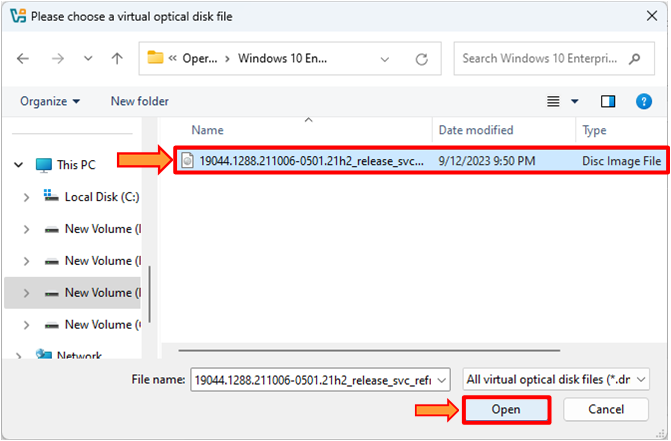 Please choose a virtual optical disk file
« Oper... > Windows 10 En...
Search Windows 10 Enterpri...
Organize
New folder
?
Name
Date modified
Type
This PC
19044.1288.211006-0501.21h2_release_svc...
9/12/2023 9:50 PM
Disc Image File
Local Disk (C:)
New Volume (
New Volume (
New Volume (
New Volume (
Network
File name:
19044.1288.211006-0501.21h2_release_svc_refr
All virtual optical disk files (*.dr
Open
Cancel